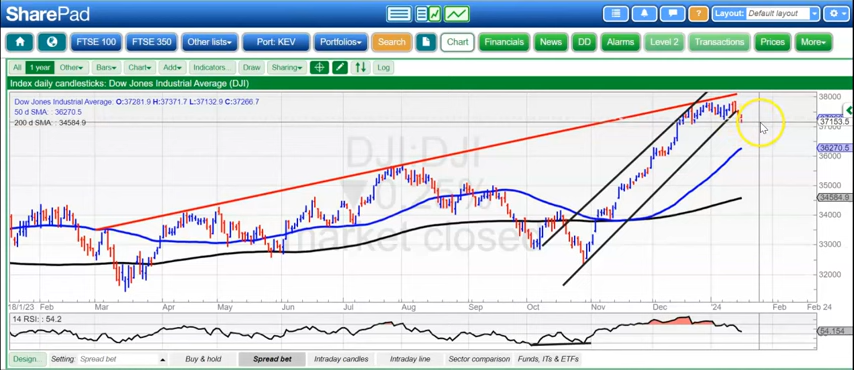 SharePad
Layout: Default layout
FTSE 100 FTSE 350 Other lists Port: KEV Portfolios Search Chart Financials News DD Alarms Level 2 Transactions Prices More
All 1 year Other Bars Chart Add Indicators... Draw Sharing Log
Index daily candlesticks: Dow Jones Industrial Average (DJI)
Dow Jones Industrial Average: O:37281.9 H:37371.7 L:37132.9 C:37266.7
50 d SMA : 36270.5
200 d SMA : 34584.9
DJI:DJI
▼0.25%
market closed
38000
37153.5
37000
36270.5
36000
35000
34584.9
34000
33000
32000
18/1/23 Feb Mar Apr May Jun Jul Aug Sep Oct Nov Dec '24 Feb Feb 24
14 RSI: : 54.2
Design... Setting: Spread bet Buy & hold Spread bet Intraday candles Intraday line Sector comparison Funds, ITs & ETFs